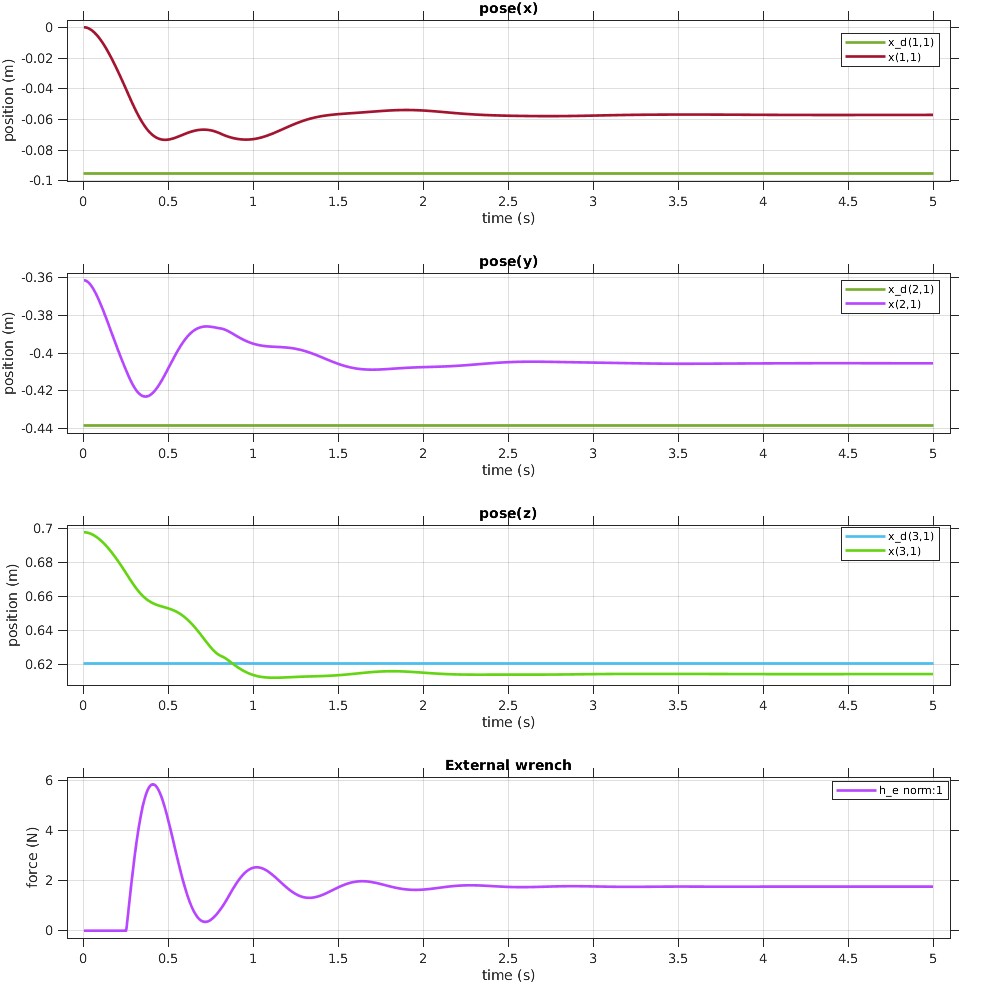 pose(x)
0
-0.02
-0.04
-0.06
-0.08
-0.1
position (m)
x_d(1,1)
x(1,1)
0 0.5 1 1.5 2 2.5 3 3.5 4 4.5 5
time (s)
pose(y)
-0.36
-0.38
-0.4
-0.42
-0.44
position (m)
x_d(2,1)
x(2,1)
0 0.5 1 1.5 2 2.5 3 3.5 4 4.5 5
time (s)
pose(z)
0.7
0.68
0.66
0.64
0.62
position (m)
x_d(3,1)
x(3,1)
0 0.5 1 1.5 2 2.5 3 3.5 4 4.5 5
time (s)
External wrench
6
4
2
0
force (N)
h_e norm:1
0 0.5 1 1.5 2 2.5 3 3.5 4 4.5 5
time (s)